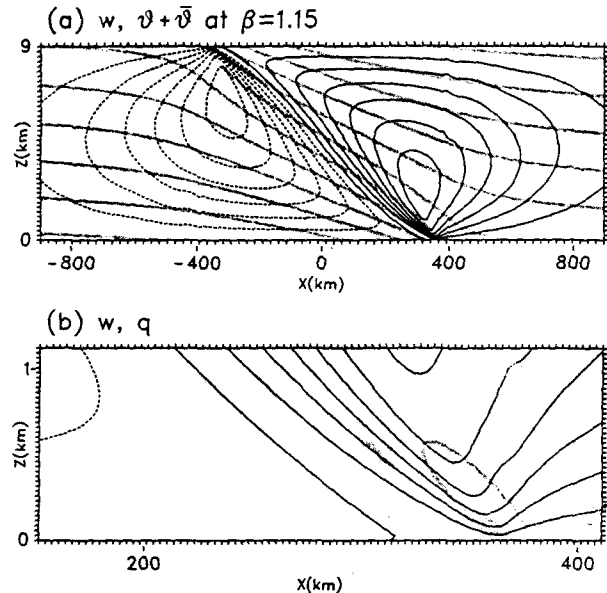 (a) w, ϑ+ϑ̄ at β=1.15
9
Z(km)
0
−800 −400 0 400 800
X(km)
(b) w, q
1
Z(km)
0
200 400
X(km)